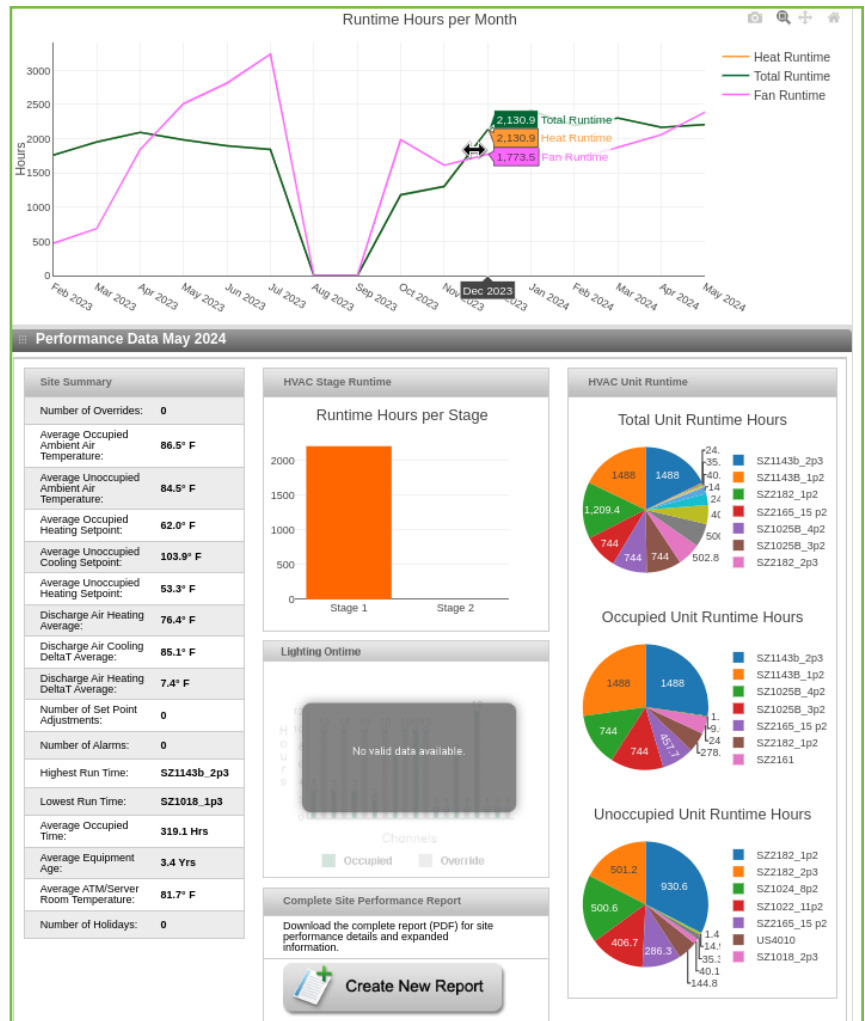 Runtime Hours per Month
Heat Runtime
Total Runtime
Fan Runtime
3000
2500
2000
1500
1000
500
0
Hours
2,130.9 Total Runtime
2,130.9 Heat Runtime
1,773.5 Fan Runtime
Feb 2023
Mar 2023
Apr 2023
May 2023
Jun 2023
Jul 2023
Aug 2023
Sep 2023
Oct 2023
Dec 2023
Jan 2024
Feb 2024
Mar 2024
Apr 2024
May 2024
Performance Data May 2024
Site Summary
Number of Overrides: 0
Average Occupied
Ambient Air
Temperature: 86.5° F
Average Unoccupied
Ambient Air
Temperature: 84.5° F
Average Occupied
Heating Setpoint: 62.0° F
Average Unoccupied
Cooling Setpoint: 103.9° F
Average Unoccupied
Heating Setpoint: 53.3° F
Discharge Air Heating
Average: 76.4° F
Discharge Air Cooling
DeltaT Average: 85.1° F
Discharge Air Heating
DeltaT Average: 7.4° F
Number of Set Point
Adjustments: 0
Number of Alarms: 0
Highest Run Time: SZ1143b_2p3
Lowest Run Time: SZ1018_1p3
Average Occupied
Time: 319.1 Hrs
Average Equipment
Age: 3.4 Yrs
Average ATM/Server
Room Temperature: 81.7° F
Number of Holidays: 0
HVAC Stage Runtime
Runtime Hours per Stage
2000
1500
1000
500
0
Stage 1 Stage 2
Lighting Ontime
No valid data available.
Hours
Channels
Occupied Override
Complete Site Performance Report
Download the complete report (PDF) for site
performance details and expanded
information.
Create New Report
HVAC Unit Runtime
Total Unit Runtime Hours
1488
1488
1,209.4
744
744
744
502.8
SZ1143b_2p3
SZ1143B_1p2
SZ2182_1p2
SZ2165_15 p2
SZ1025B_4p2
SZ1025B_3p2
SZ2182_2p3
Occupied Unit Runtime Hours
1488
1488
744
744
457.7
SZ1143b_2p3
SZ1143B_1p2
SZ1025B_4p2
SZ1025B_3p2
SZ2165_15 p2
SZ2182_1p2
SZ2161
Unoccupied Unit Runtime Hours
501.2
930.6
500.6
406.7
286.3
144.8
SZ2182_1p2
SZ2182_2p3
SZ1024_8p2
SZ1022_11p2
SZ2165_15 p2
US4010
SZ1018_2p3